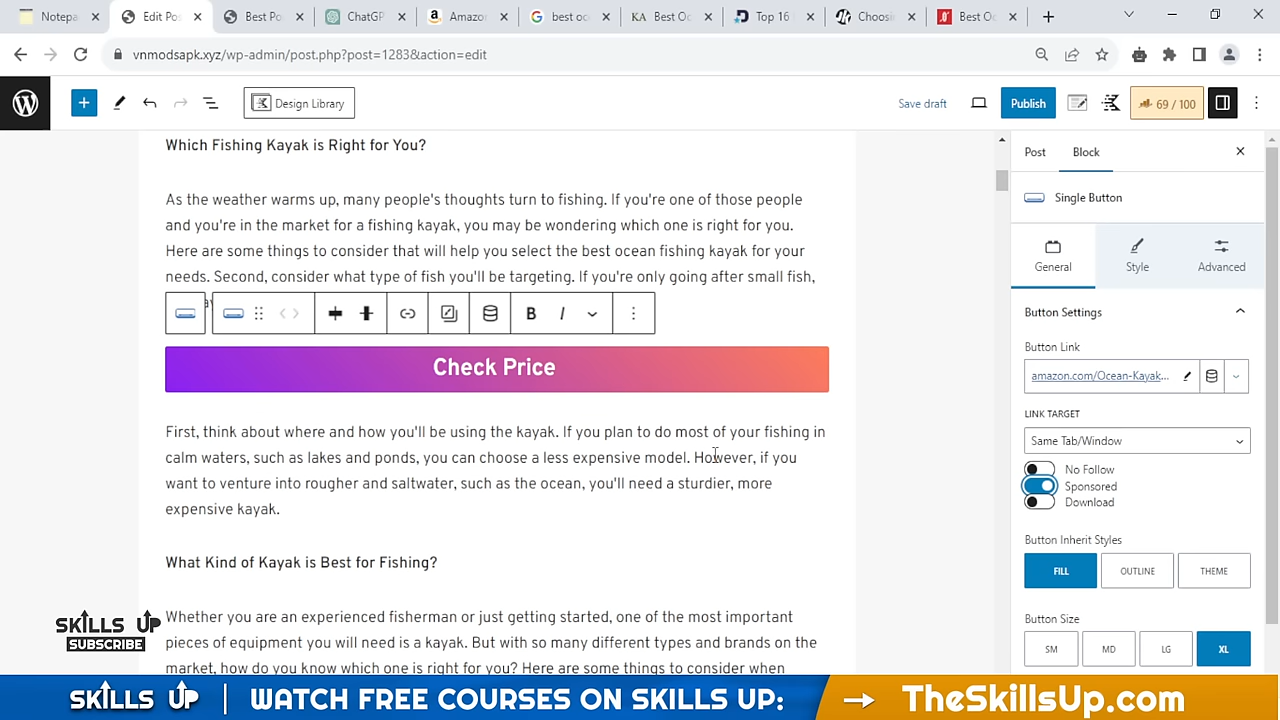 Notepa
Edit Po
Best Po
ChatGP
Amazon
best oc
Best Oc
Top 16
Choosi
Best Oc
vnmodsapk.xyz/wp-admin/post.php?post=1283&action=edit
Design Library
Save draft
Publish
69 / 100
Which Fishing Kayak is Right for You?
As the weather warms up, many people's thoughts turn to fishing. If you're one of those people
and you're in the market for a fishing kayak, you may be wondering which one is right for you.
Here are some things to consider that will help you select the best ocean fishing kayak for your
needs. Second, consider what type of fish you'll be targeting. If you're only going after small fish,
B I
Check Price
First, think about where and how you'll be using the kayak. If you plan to do most of your fishing in
calm waters, such as lakes and ponds, you can choose a less expensive model. However, if you
want to venture into rougher and saltwater, such as the ocean, you'll need a sturdier, more
expensive kayak.
What Kind of Kayak is Best for Fishing?
Whether you are an experienced fisherman or just getting started, one of the most important
pieces of equipment you will need is a kayak. But with so many different types and brands on the
market, how do you know which one is right for you? Here are some things to consider when
Post
Block
Single Button
General
Style
Advanced
Button Settings
Button Link
amazon.com/Ocean-Kayak...
LINK TARGET
Same Tab/Window
No Follow
Sponsored
Download
Button Inherit Styles
FILL
OUTLINE
THEME
Button Size
SM
MD
LG
XL
SKILLS UP
SUBSCRIBE
SKILLS UP
WATCH FREE COURSES ON SKILLS UP:
TheSkillsUp.com